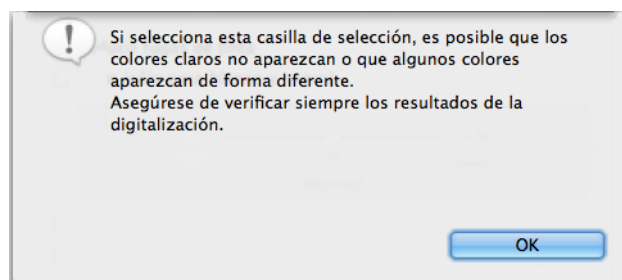 Si selecciona esta casilla de selección, es posible que los
colores claros no aparezcan o que algunos colores
aparezcan de forma diferente.
Asegúrese de verificar siempre los resultados de la
digitalización.
OK